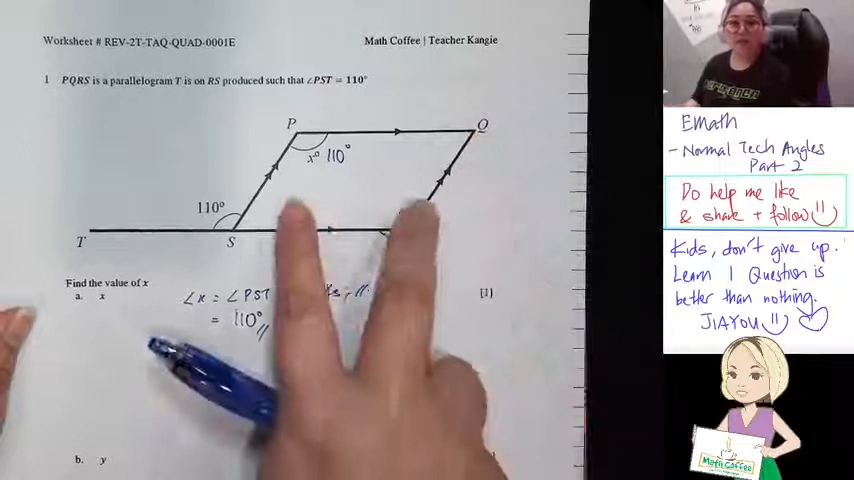 Worksheet # REV-2T-TAQ-QUAD-0001E
Math Coffee | Teacher Kangie
1 PQRS is a parallelogram T is on RS produced such that ∠PST = 110°
P
Q
x° 110°
110°
T
S
Find the value of x
a. x
∠x = ∠PST
[1]
= 110°
b. y
EMath
- Normal Tech Angles
Part 2
Do help me like
& share + follow
Kids, don't give up.
Learn 1 Question is
better than nothing.
JIAYOU
Math Coffee